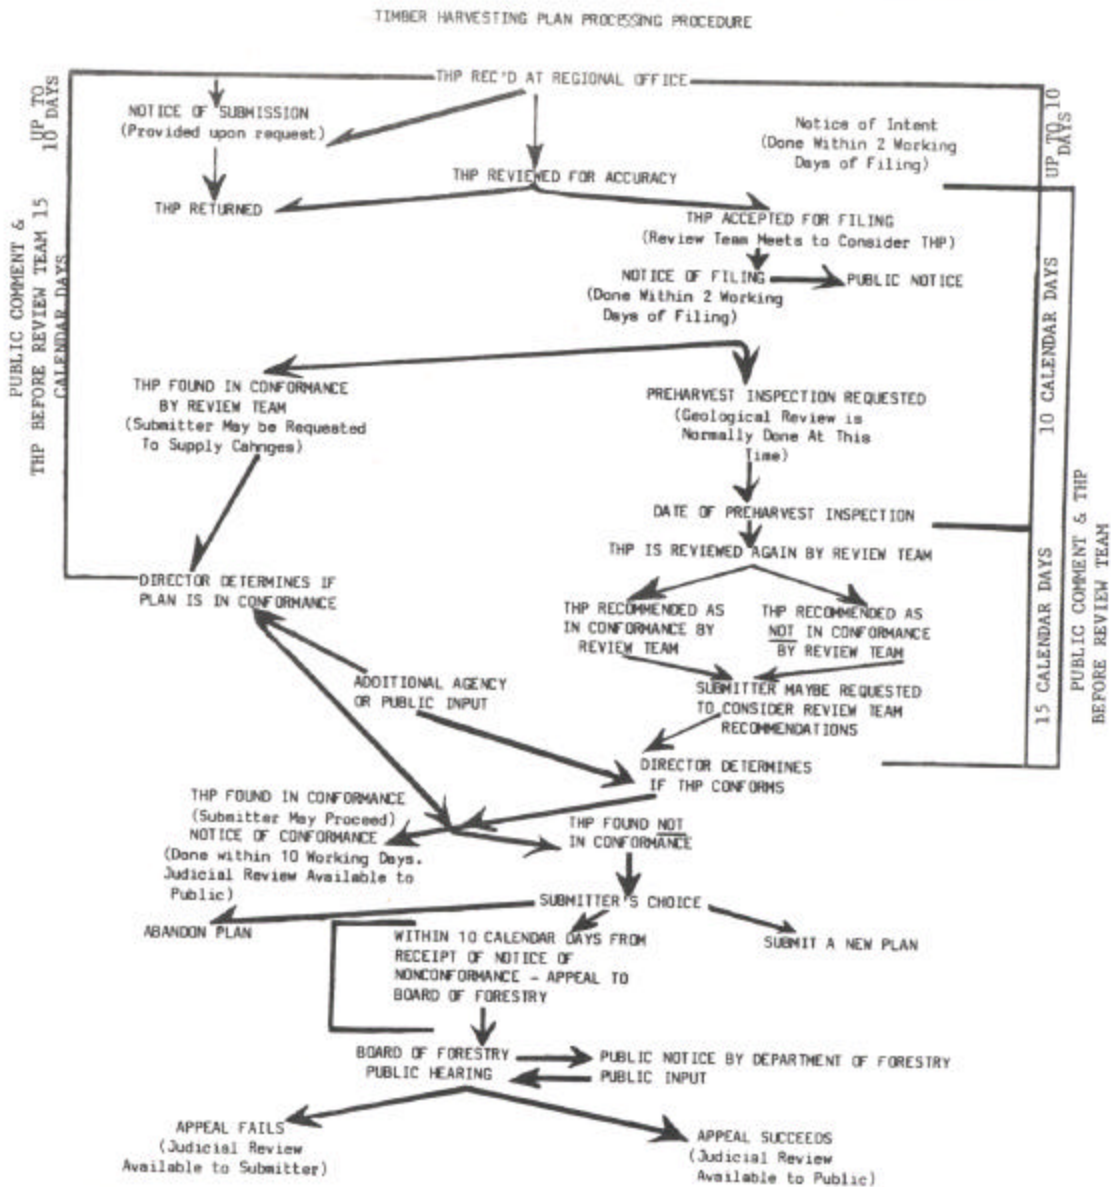 TIMBER HARVESTING PLAN PROCESSING PROCEDURE
THP REC'D AT REGIONAL OFFICE
UP TO
10 DAYS
NOTICE OF SUBMISSION
(Provided upon request)
Notice of Intent
(Done Within 2 Working
Days of Filing)
UP TO 10
DAYS
THP REVIEWED FOR ACCURACY
THP RETURNED
THP ACCEPTED FOR FILING
(Review Team Meets to Consider THP)
NOTICE OF FILING
(Done Within 2 Working
Days of Filing)
PUBLIC NOTICE
PUBLIC COMMENT &
THP BEFORE REVIEW TEAM 15
CALENDAR DAYS
10 CALENDAR DAYS
THP FOUND IN CONFORMANCE
BY REVIEW TEAM
(Submitter May be Requested
To Supply Cahnges)
PREHARVEST INSPECTION REQUESTED
(Geological Review is
Normally Done At This
Time)
DATE OF PREHARVEST INSPECTION
THP IS REVIEWED AGAIN BY REVIEW TEAM
DIRECTOR DETERMINES IF
PLAN IS IN CONFORMANCE
THP RECOMMENDED AS
IN CONFORMANCE BY
REVIEW TEAM
THP RECOMMENDED AS
NOT IN CONFORMANCE
BY REVIEW TEAM
15 CALENDAR DAYS
PUBLIC COMMENT & THP
BEFORE REVIEW TEAM
ADDITIONAL AGENCY
OR PUBLIC INPUT
SUBMITTER MAYBE REQUESTED
TO CONSIDER REVIEW TEAM
RECOMMENDATIONS
DIRECTOR DETERMINES
IF THP CONFORMS
THP FOUND IN CONFORMANCE
(Submitter May Proceed)
NOTICE OF CONFORMANCE
(Done within 10 Working Days.
Judicial Review Available to
Public)
THP FOUND NOT
IN CONFORMANCE
SUBMITTER'S CHOICE
ABANDON PLAN
WITHIN 10 CALENDAR DAYS FROM
RECEIPT OF NOTICE OF
NONCONFORMANCE - APPEAL TO
BOARD OF FORESTRY
SUBMIT A NEW PLAN
BOARD OF FORESTRY
PUBLIC HEARING
PUBLIC NOTICE BY DEPARTMENT OF FORESTRY
PUBLIC INPUT
APPEAL FAILS
(Judicial Review
Available to Submitter)
APPEAL SUCCEEDS
(Judicial Review
Available to Public)